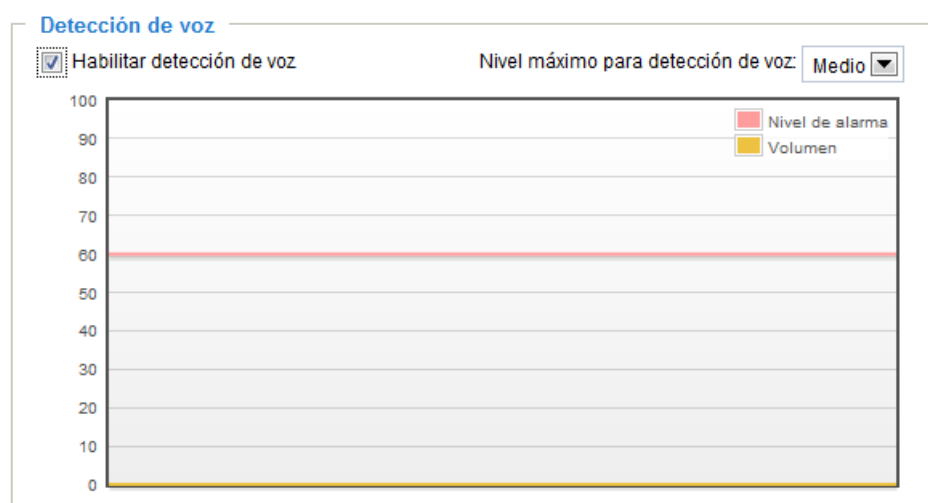 Detección de voz
Habilitar detección de voz
Nivel máximo para detección de voz:
Medio
100
90
80
70
60
50
40
30
20
10
0
Nivel de alarma
Volumen